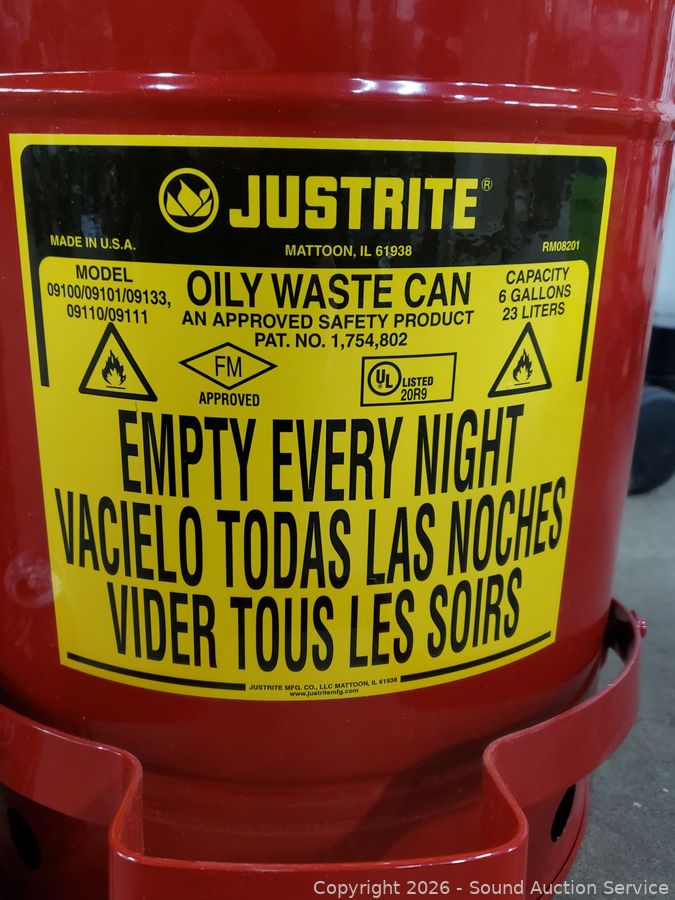 JUSTRITE®
MADE IN U.S.A.
MATTOON, IL 61938
RM08201
MODEL
09100/09101/09133,
09110/09111
OILY WASTE CAN
AN APPROVED SAFETY PRODUCT
PAT. NO. 1,754,802
CAPACITY
6 GALLONS
23 LITERS
FM
APPROVED
UL LISTED
20R9
EMPTY EVERY NIGHT
VACIELO TODAS LAS NOCHES
VIDER TOUS LES SOIRS
JUSTRITE MFG. CO., LLC MATTOON, IL 61938
www.justritemfg.com
Copyright 2026 - Sound Auction Service